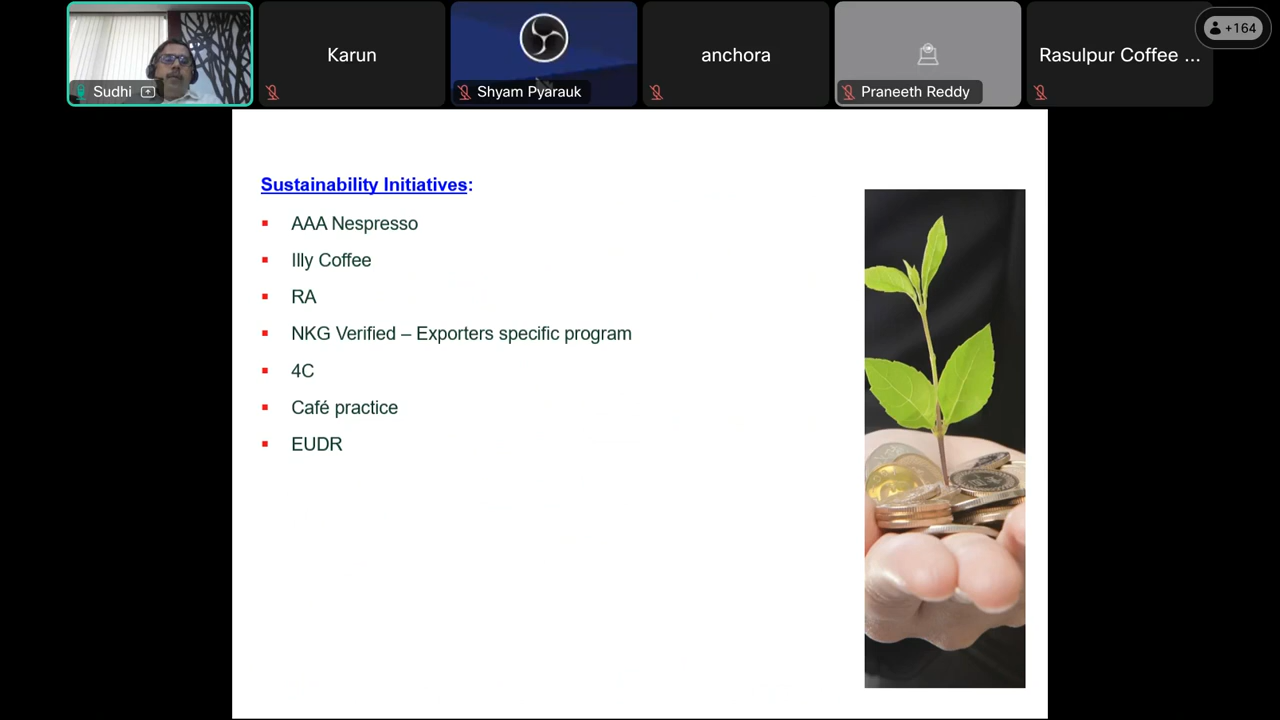 Sudhi
Karun
Shyam Pyarauk
anchora
Praneeth Reddy
Rasulpur Coffee ...
+164
Sustainability Initiatives:
▪ AAA Nespresso
▪ Illy Coffee
▪ RA
▪ NKG Verified – Exporters specific program
▪ 4C
▪ Café practice
▪ EUDR